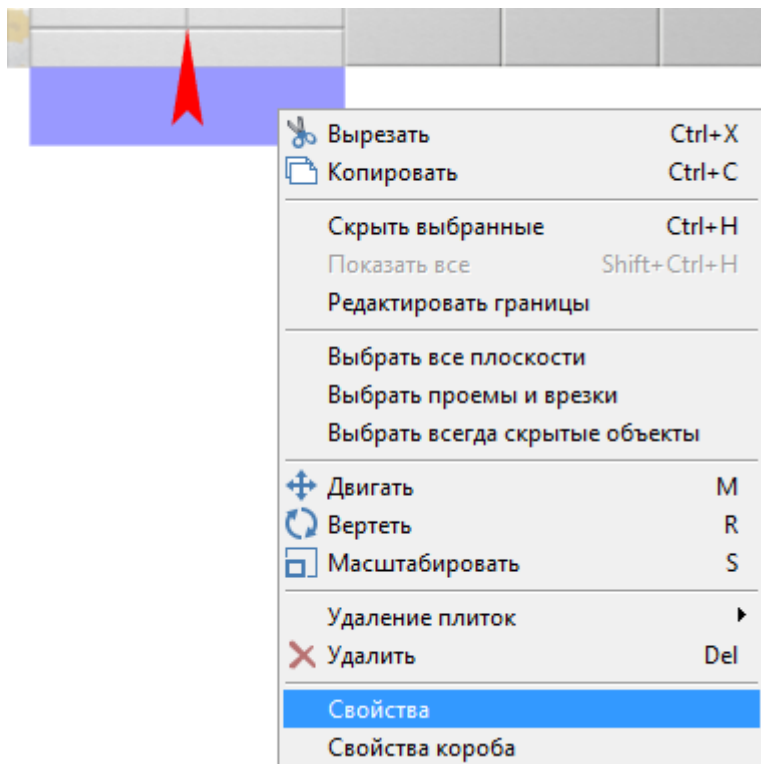 Вырезать Ctrl+X
Копировать Ctrl+C
Скрыть выбранные Ctrl+H
Показать все Shift+Ctrl+H
Редактировать границы
Выбрать все плоскости
Выбрать проемы и врезки
Выбрать всегда скрытые объекты
Двигать M
Вертеть R
Масштабировать S
Удаление плиток
Удалить Del
Свойства
Свойства короба